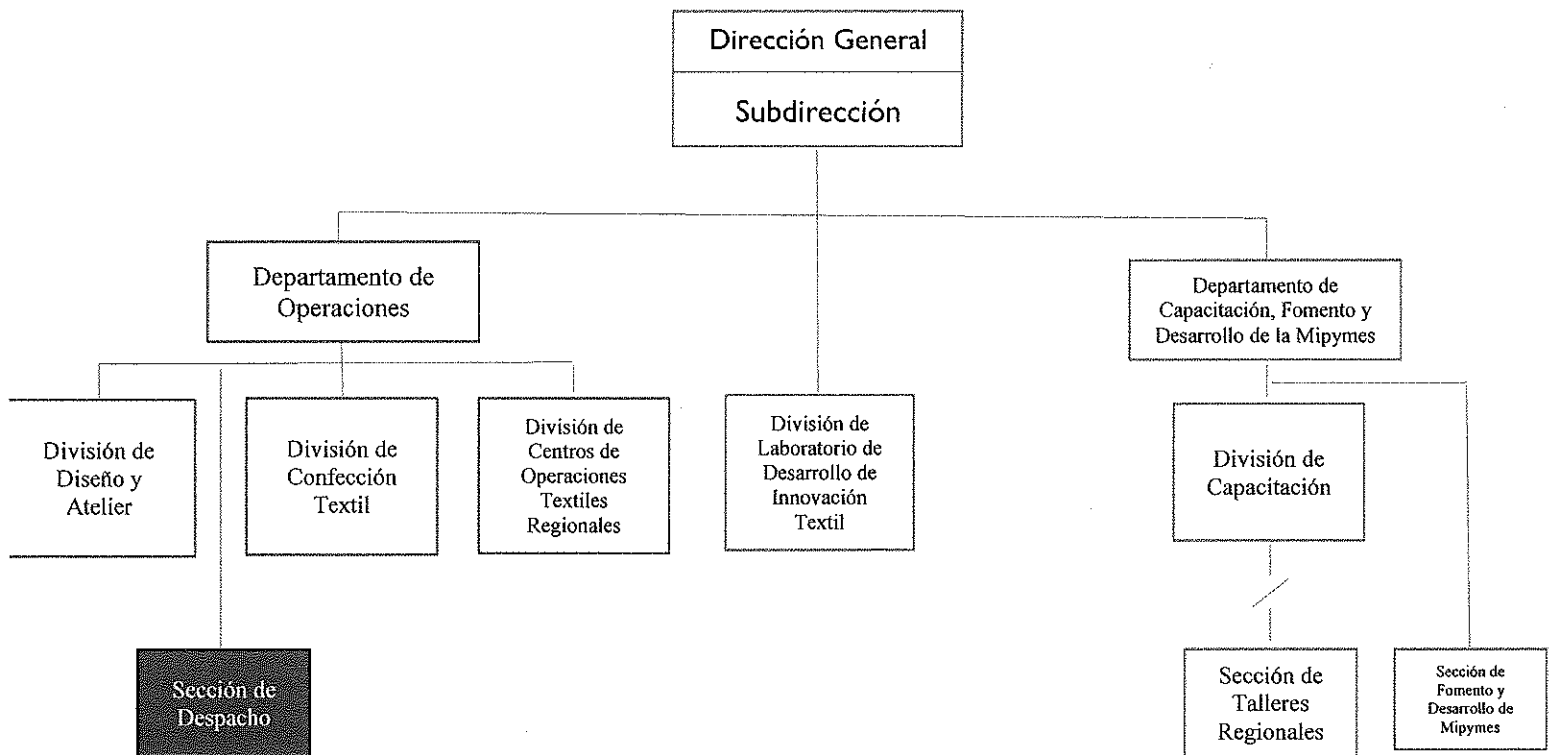 Dirección General
Subdirección
Departamento de
Operaciones
Departamento de
Capacitación, Fomento y
Desarrollo de la Mipymes
División de
Diseño y
Atelier
División de
Confección
Textil
División de
Centros de
Operaciones
Textiles
Regionales
División de
Laboratorio de
Desarrollo de
Innovación
Textil
División de
Capacitación
Sección de
Despacho
Sección de
Talleres
Regionales
Sección de
Fomento y
Desarrollo de
Mipymes